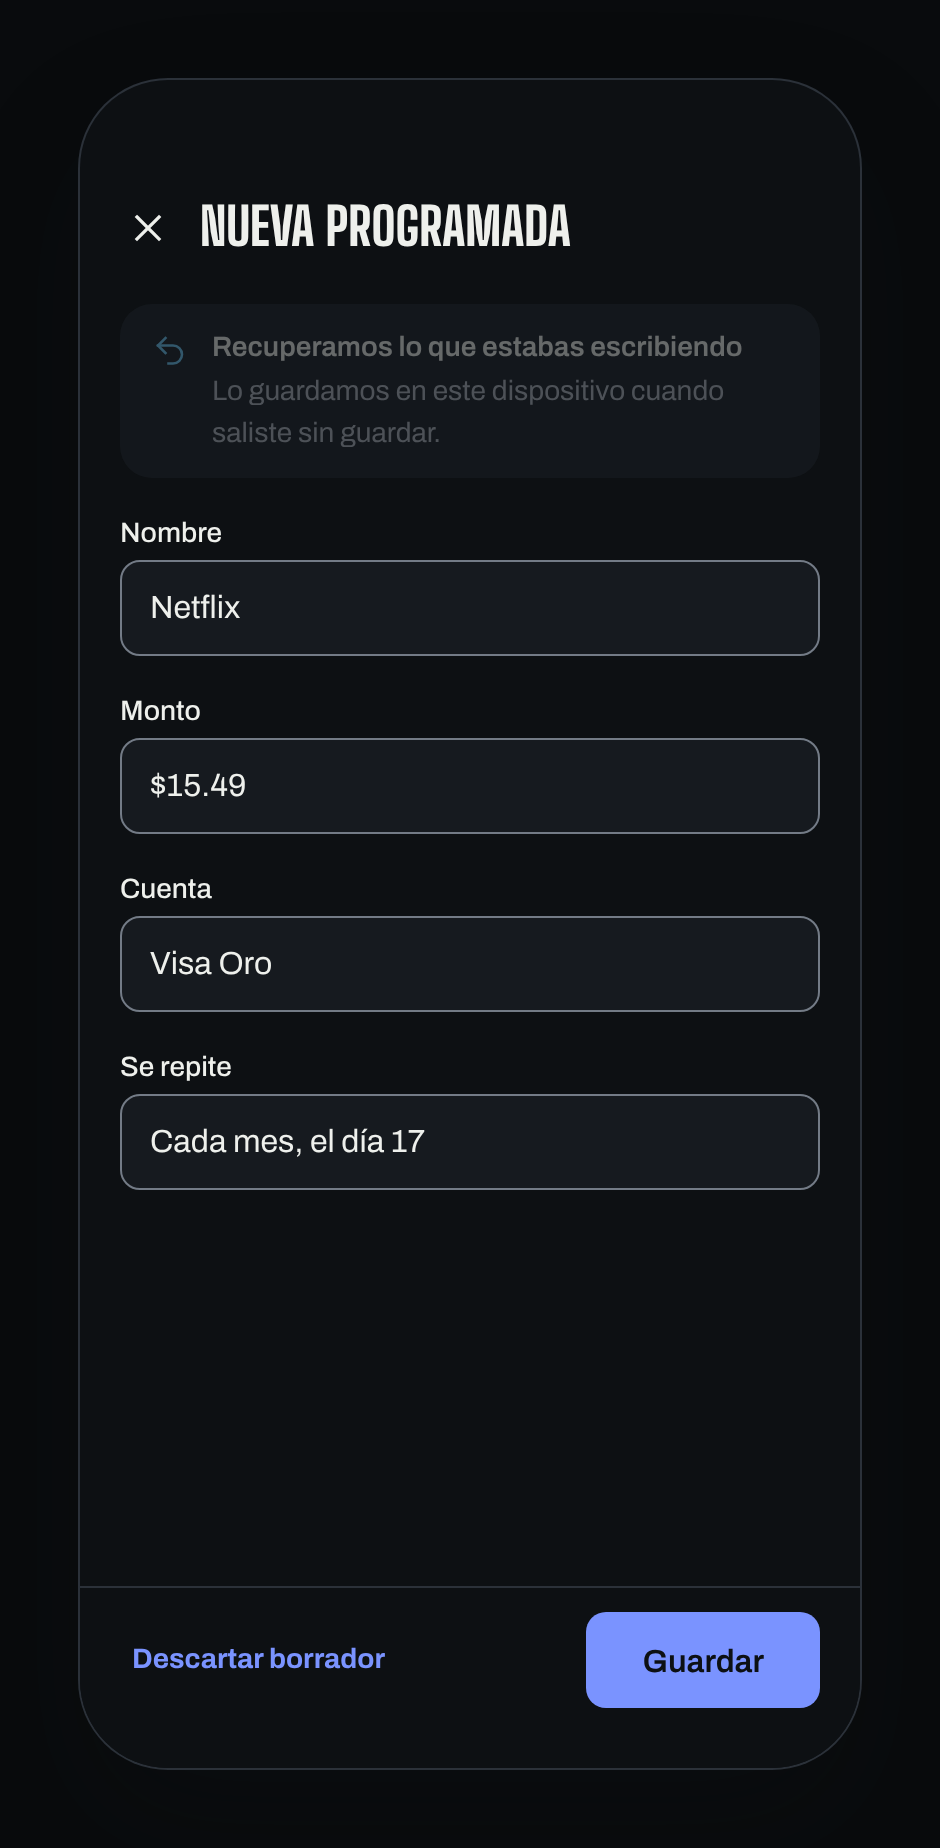 NUEVA PROGRAMADA
Recuperamos lo que estabas escribiendo
Lo guardamos en este dispositivo cuando
saliste sin guardar.
Nombre
Netflix
Monto
$15.49
Cuenta
Visa Oro
Se repite
Cada mes, el día 17
Descartar borrador
Guardar